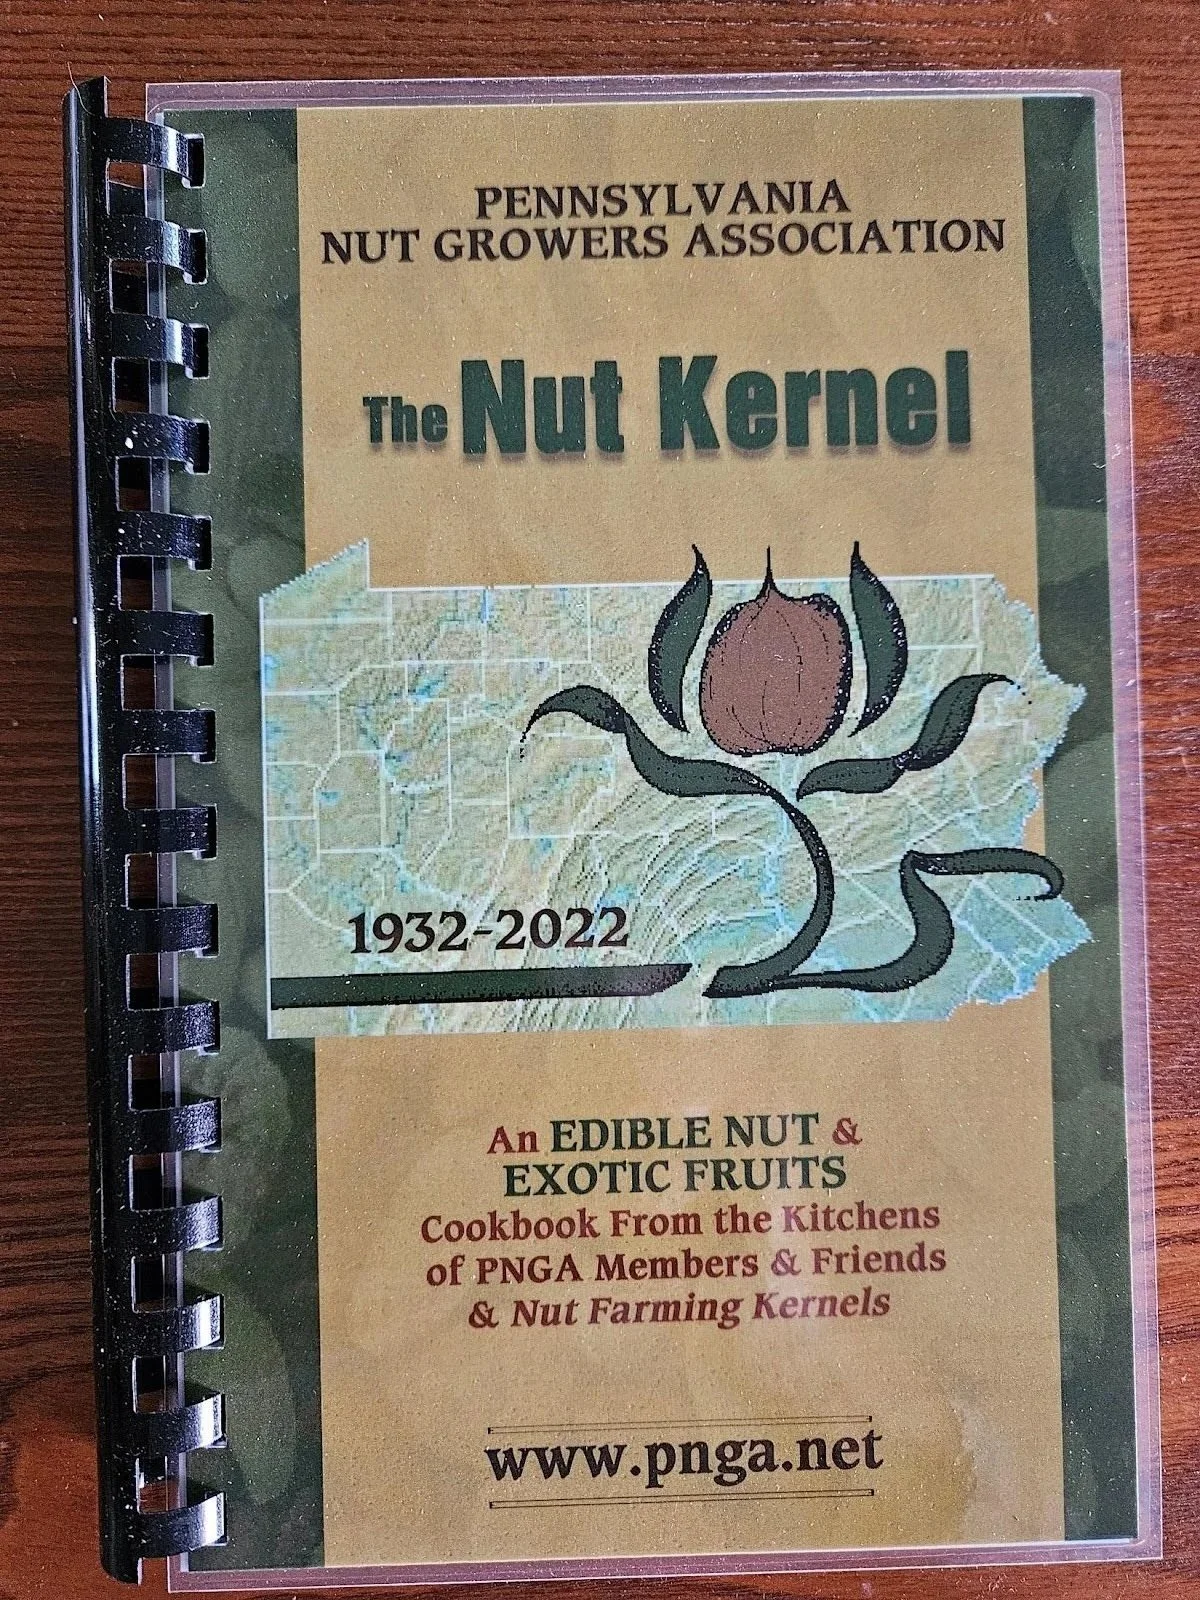 PENNSYLVANIA
NUT GROWERS ASSOCIATION
The Nut Kernel
1932-2022
An EDIBLE NUT &
EXOTIC FRUITS
Cookbook From the Kitchens
of PNGA Members & Friends
& Nut Farming Kernels
www.pnga.net